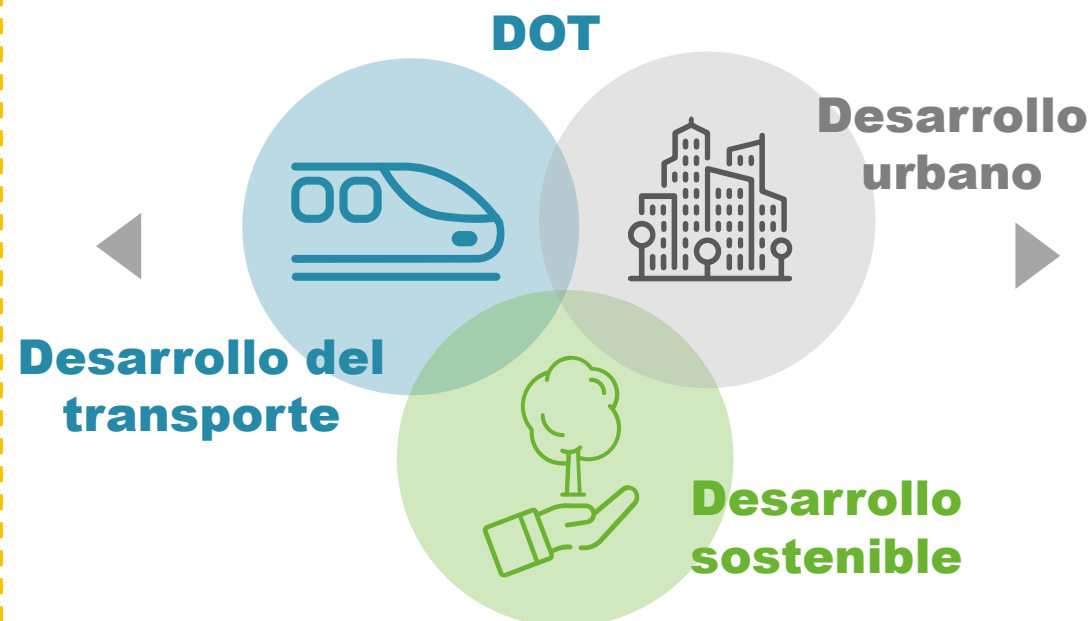 DOT
Desarrollo
urbano
Desarrollo del
transporte
Desarrollo
sostenible